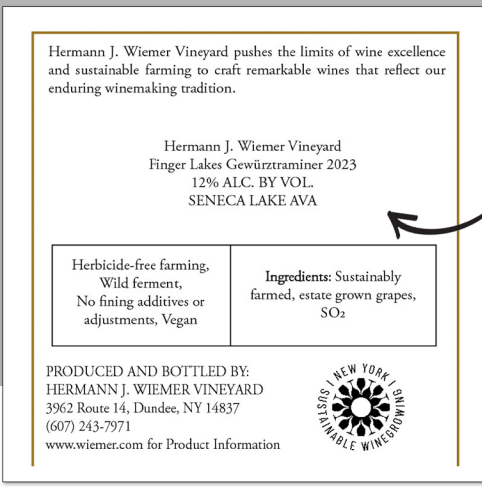 Hermann J. Wiemer Vineyard pushes the limits of wine excellence
and sustainable farming to craft remarkable wines that reflect our
enduring winemaking tradition.
Hermann J. Wiemer Vineyard
Finger Lakes Gewürztraminer 2023
12% ALC. BY VOL.
SENECA LAKE AVA
Herbicide-free farming,
Wild ferment,
No fining additives or
adjustments, Vegan
Ingredients: Sustainably
farmed, estate grown grapes,
SO2
PRODUCED AND BOTTLED BY:
HERMANN J. WIEMER VINEYARD
3962 Route 14, Dundee, NY 14837
(607) 243-7971
www.wiemer.com for Product Information
NEW YORK | SUSTAINABLE WINEGROWING |